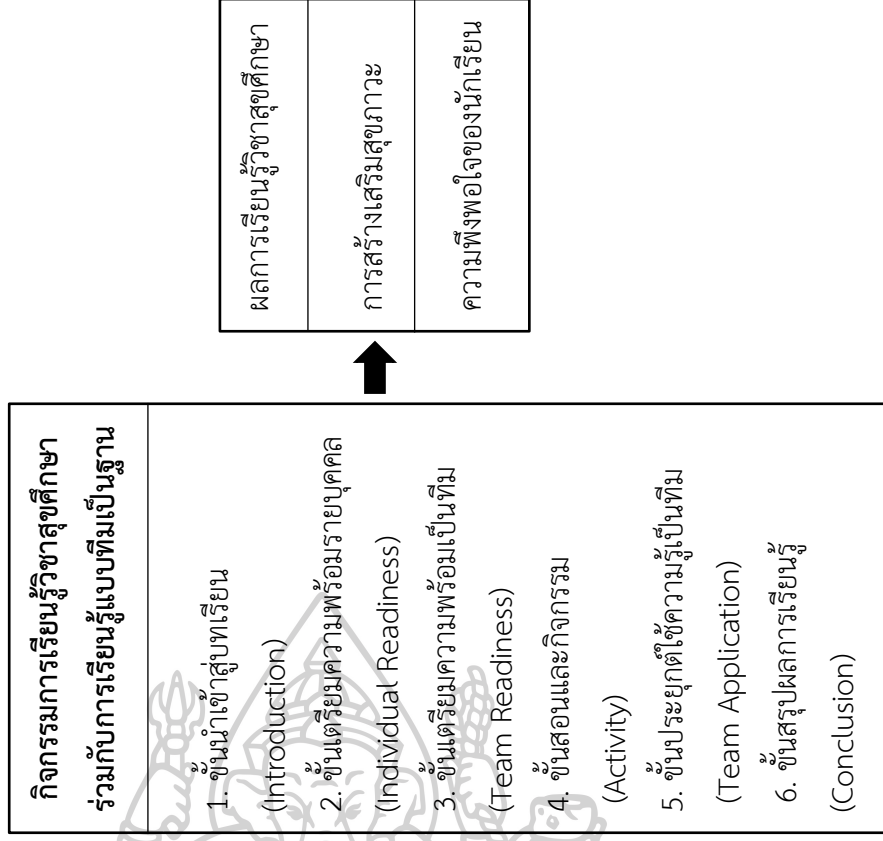 กิจกรรมการเรียนรู้วิชาสุขศึกษา
ร่วมกับการเรียนรู้แบบทีมเป็นฐาน
1. ขั้นนำเข้าสู่บทเรียน
(Introduction)
2. ขั้นเตรียมความพร้อมรายบุคคล
(Individual Readiness)
3. ขั้นเตรียมความพร้อมเป็นทีม
(Team Readiness)
4. ขั้นสอนและกิจกรรม
(Activity)
5. ขั้นประยุกต์ใช้ความรู้เป็นทีม
(Team Application)
6. ขั้นสรุปผลการเรียนรู้
(Conclusion)
ผลการเรียนรู้วิชาสุขศึกษา
การสร้างเสริมสุขภาวะ
ความพึงพอใจของนักเรียน